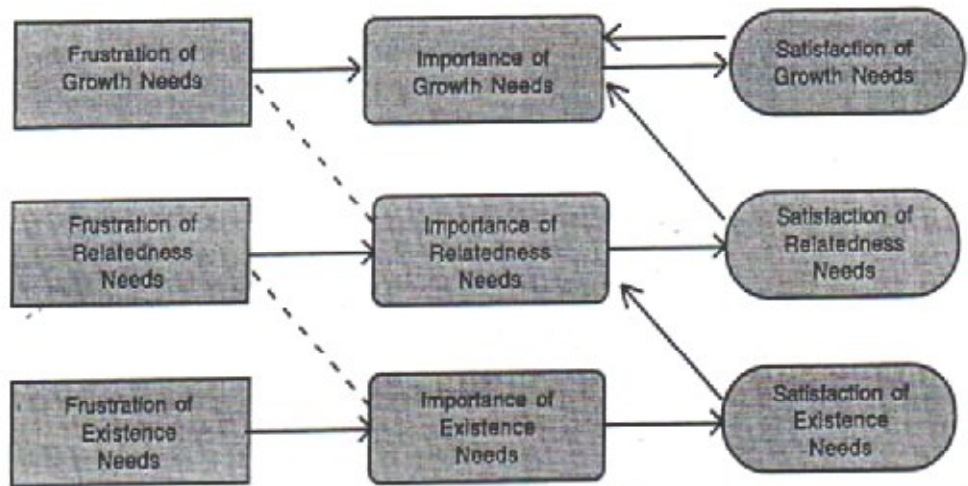 Frustration of
Growth Needs
Importance of
Growth Needs
Satisfaction of
Growth Needs
Frustration of
Relatedness
Needs
Importance of
Relatedness
Needs
Satisfaction of
Relatedness
Needs
Frustration of
Existence
Needs
Importance of
Existence
Needs
Satisfaction of
Existence
Needs